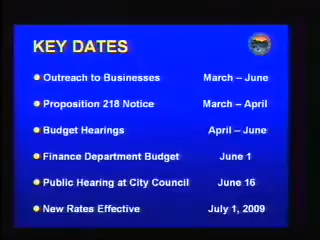 KEY DATES
Outreach to Businesses March – June
Proposition 218 Notice March – April
Budget Hearings April – June
Finance Department Budget June 1
Public Hearing at City Council June 16
New Rates Effective July 1, 2009